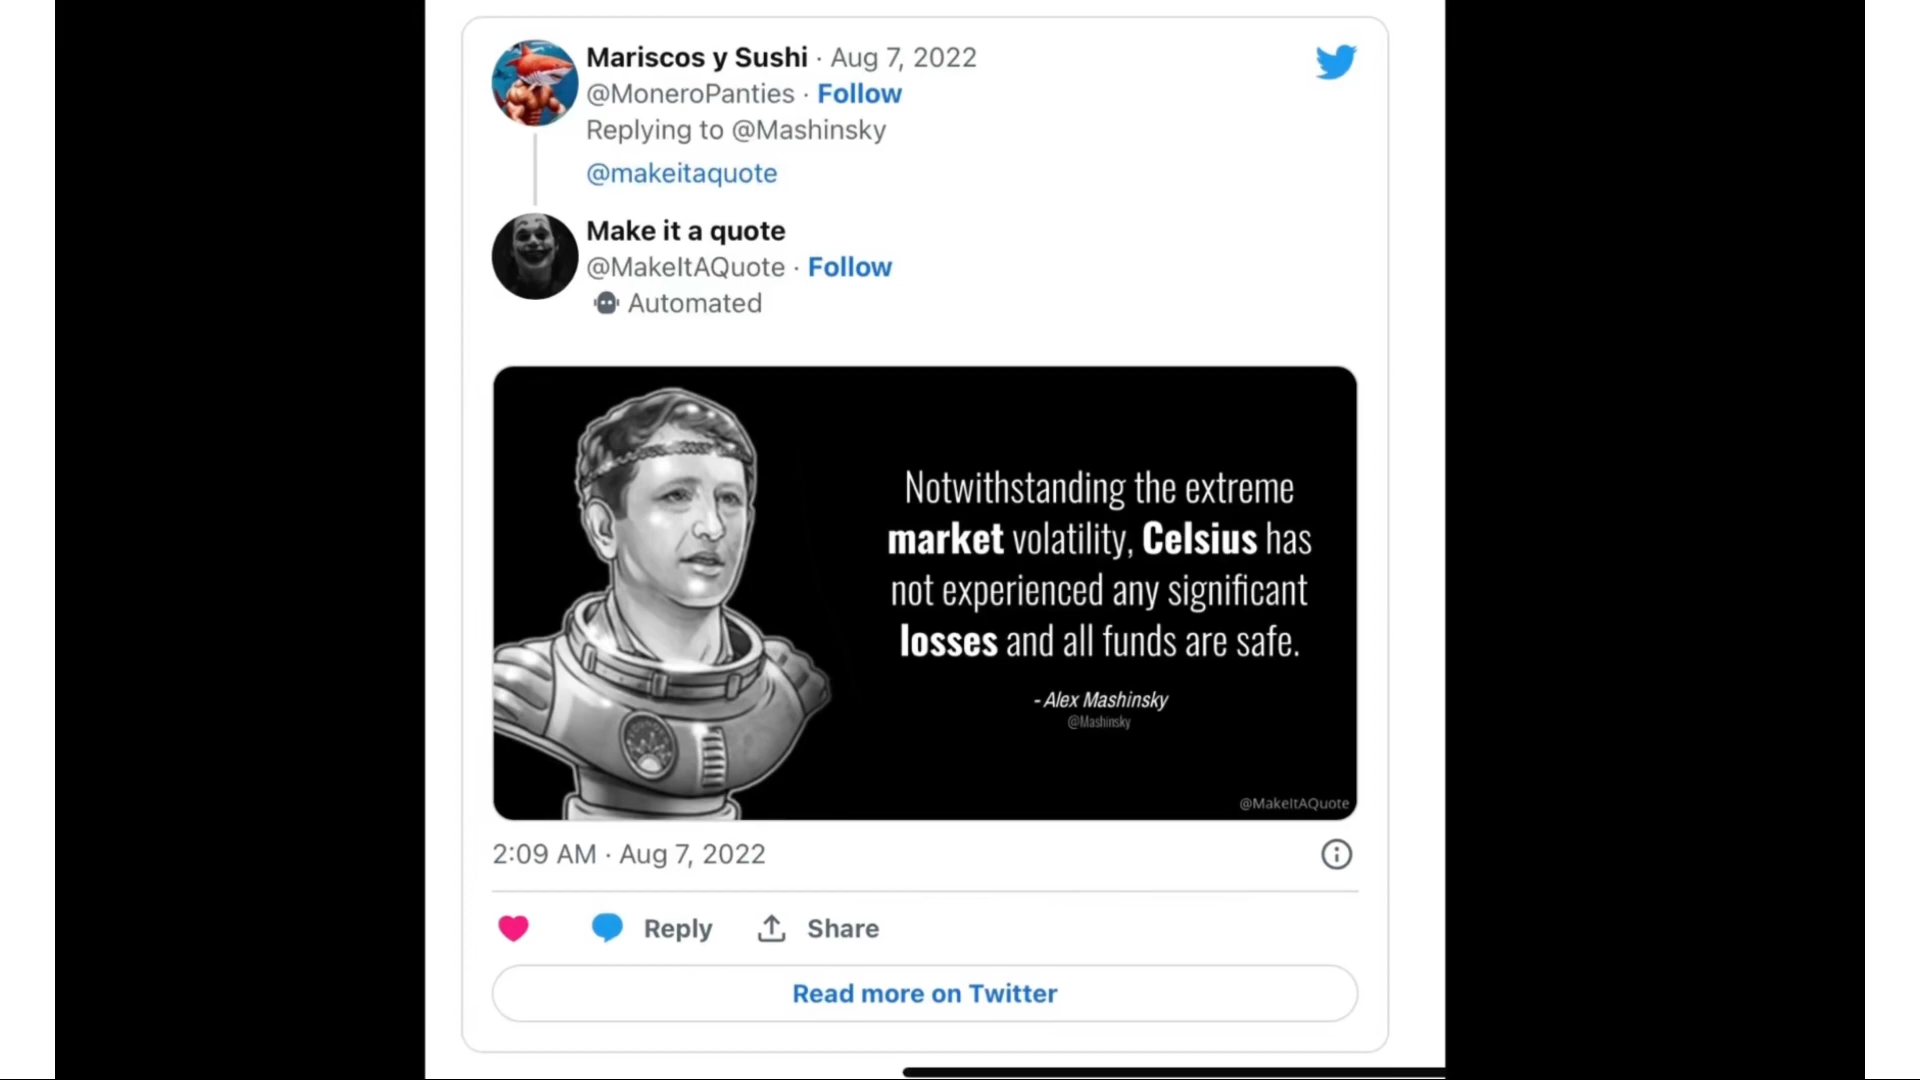 Mariscos y Sushi · Aug 7, 2022
@MoneroPanties · Follow
Replying to @Mashinsky
@makeitaquote
Make it a quote
@MakeItAQuote · Follow
Automated
Notwithstanding the extreme
market volatility, Celsius has
not experienced any significant
losses and all funds are safe.
- Alex Mashinsky
@Mashinsky
@MakeItAQuote
2:09 AM · Aug 7, 2022
Reply
Share
Read more on Twitter